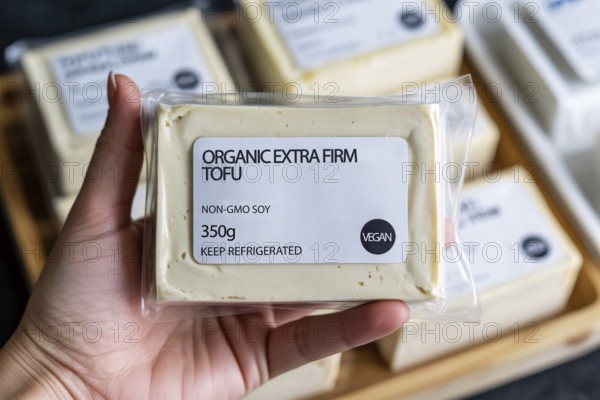 ORGANIC EXTRA FIRM
TOFU
NON-GMO SOY
350g
KEEP REFRIGERATED
VEGAN